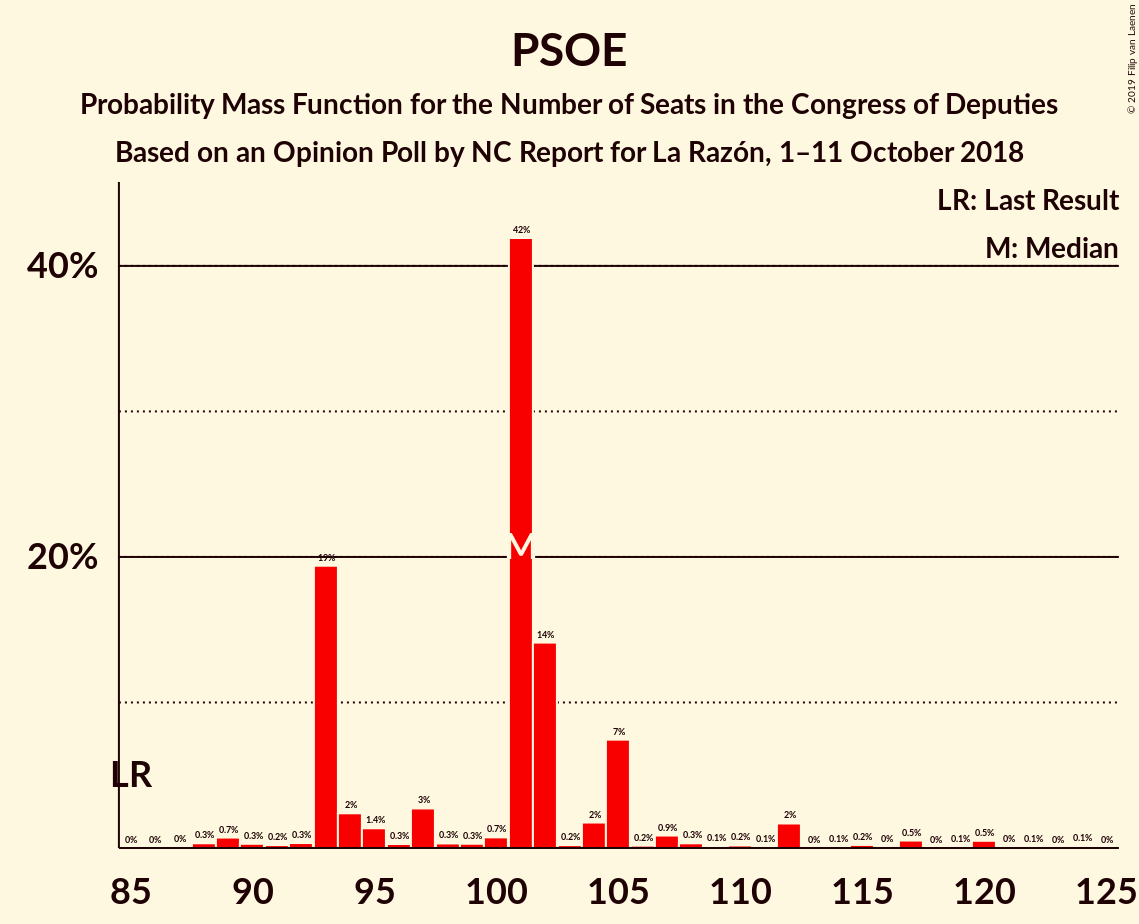 PSOE
Probability Mass Function for the Number of Seats in the Congress of Deputies
Based on an Opinion Poll by NC Report for La Razón, 1–11 October 2018
© 2019 Filip van Laenen
LR: Last Result
M: Median
40%
20%
LR
M
0% 0% 0% 0.3% 0.7% 0.3% 0.2% 0.3% 19% 2% 1.4% 0.3% 3% 0.3% 0.3% 0.7% 42% 14% 0.2% 2% 7% 0.2% 0.9% 0.3% 0.1% 0.2% 0.1% 2% 0% 0.1% 0.2% 0% 0.5% 0% 0.1% 0.5% 0% 0.1% 0% 0.1% 0%
85 90 95 100 105 110 115 120 125